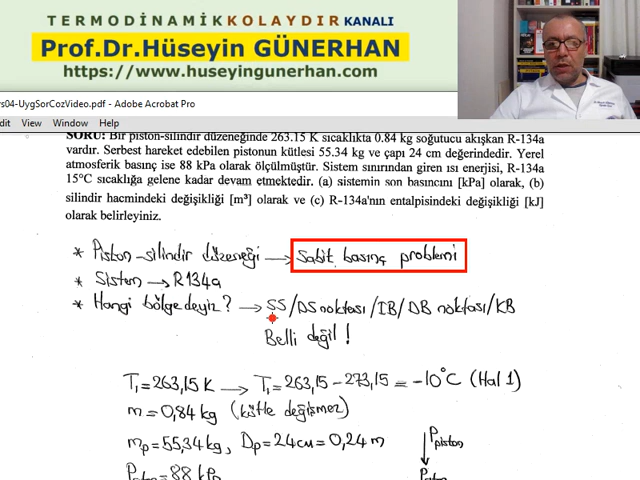 TERMODİNAMİKKOLAYDIR KANALI
Prof.Dr.Hüseyin GÜNERHAN
https://www.huseyingunerhan.com
rs04-UygSorCozVideo.pdf - Adobe Acrobat Pro
dit View Window Help
SORU: Bir piston-silindir düzeneğinde 263.15 K sıcaklıkta 0.84 kg soğutucu akışkan R-134a
vardır. Serbest hareket edebilen pistonun kütlesi 55.34 kg ve çapı 24 cm değerindedir. Yerel
atmosferik basınç ise 88 kPa olarak ölçülmüştür. Sistem sınırından giren ısı enerjisi, R-134a
15°C sıcaklığa gelene kadar devam etmektedir. (a) sistemin son basıncını [kPa] olarak, (b)
silindir hacmindeki değişikliği [m³] olarak ve (c) R-134a'nın entalpisindeki değişikliği [kJ]
olarak belirleyiniz.
* Piston-silindir düzeneği → Sabit basınç problemi
* Sistem → R134a
* Hangi bölgedeyiz? → SS/DS noktası/IB/DB noktası/KB
Belli değil!
T₁=263,15 K → T₁=263,15-273,15=-10°C (Hal 1)
m=0,84 kg (kütle değişmez)
mp=55,34 kg, Dp=24cm=0,24 m
Ppiston
Patm=88 kPa
Patm